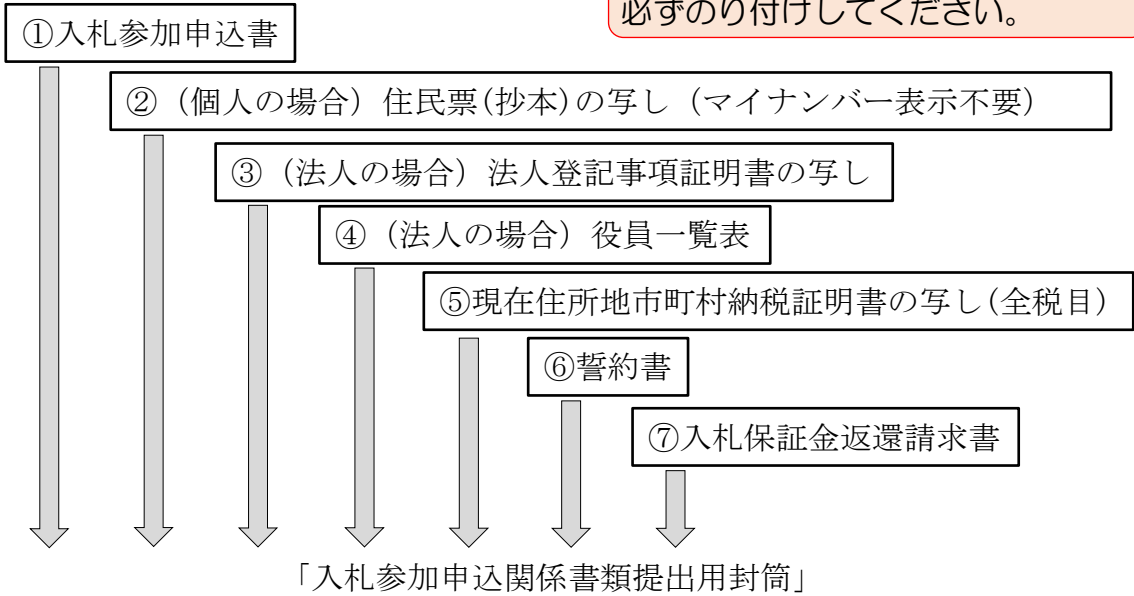 必ずのり付けしてください。
①入札参加申込書
②（個人の場合）住民票(抄本)の写し（マイナンバー表示不要）
③（法人の場合）法人登記事項証明書の写し
④（法人の場合）役員一覧表
⑤現在住所地市町村納税証明書の写し(全税目)
⑥誓約書
⑦入札保証金返還請求書
「入札参加申込関係書類提出用封筒」